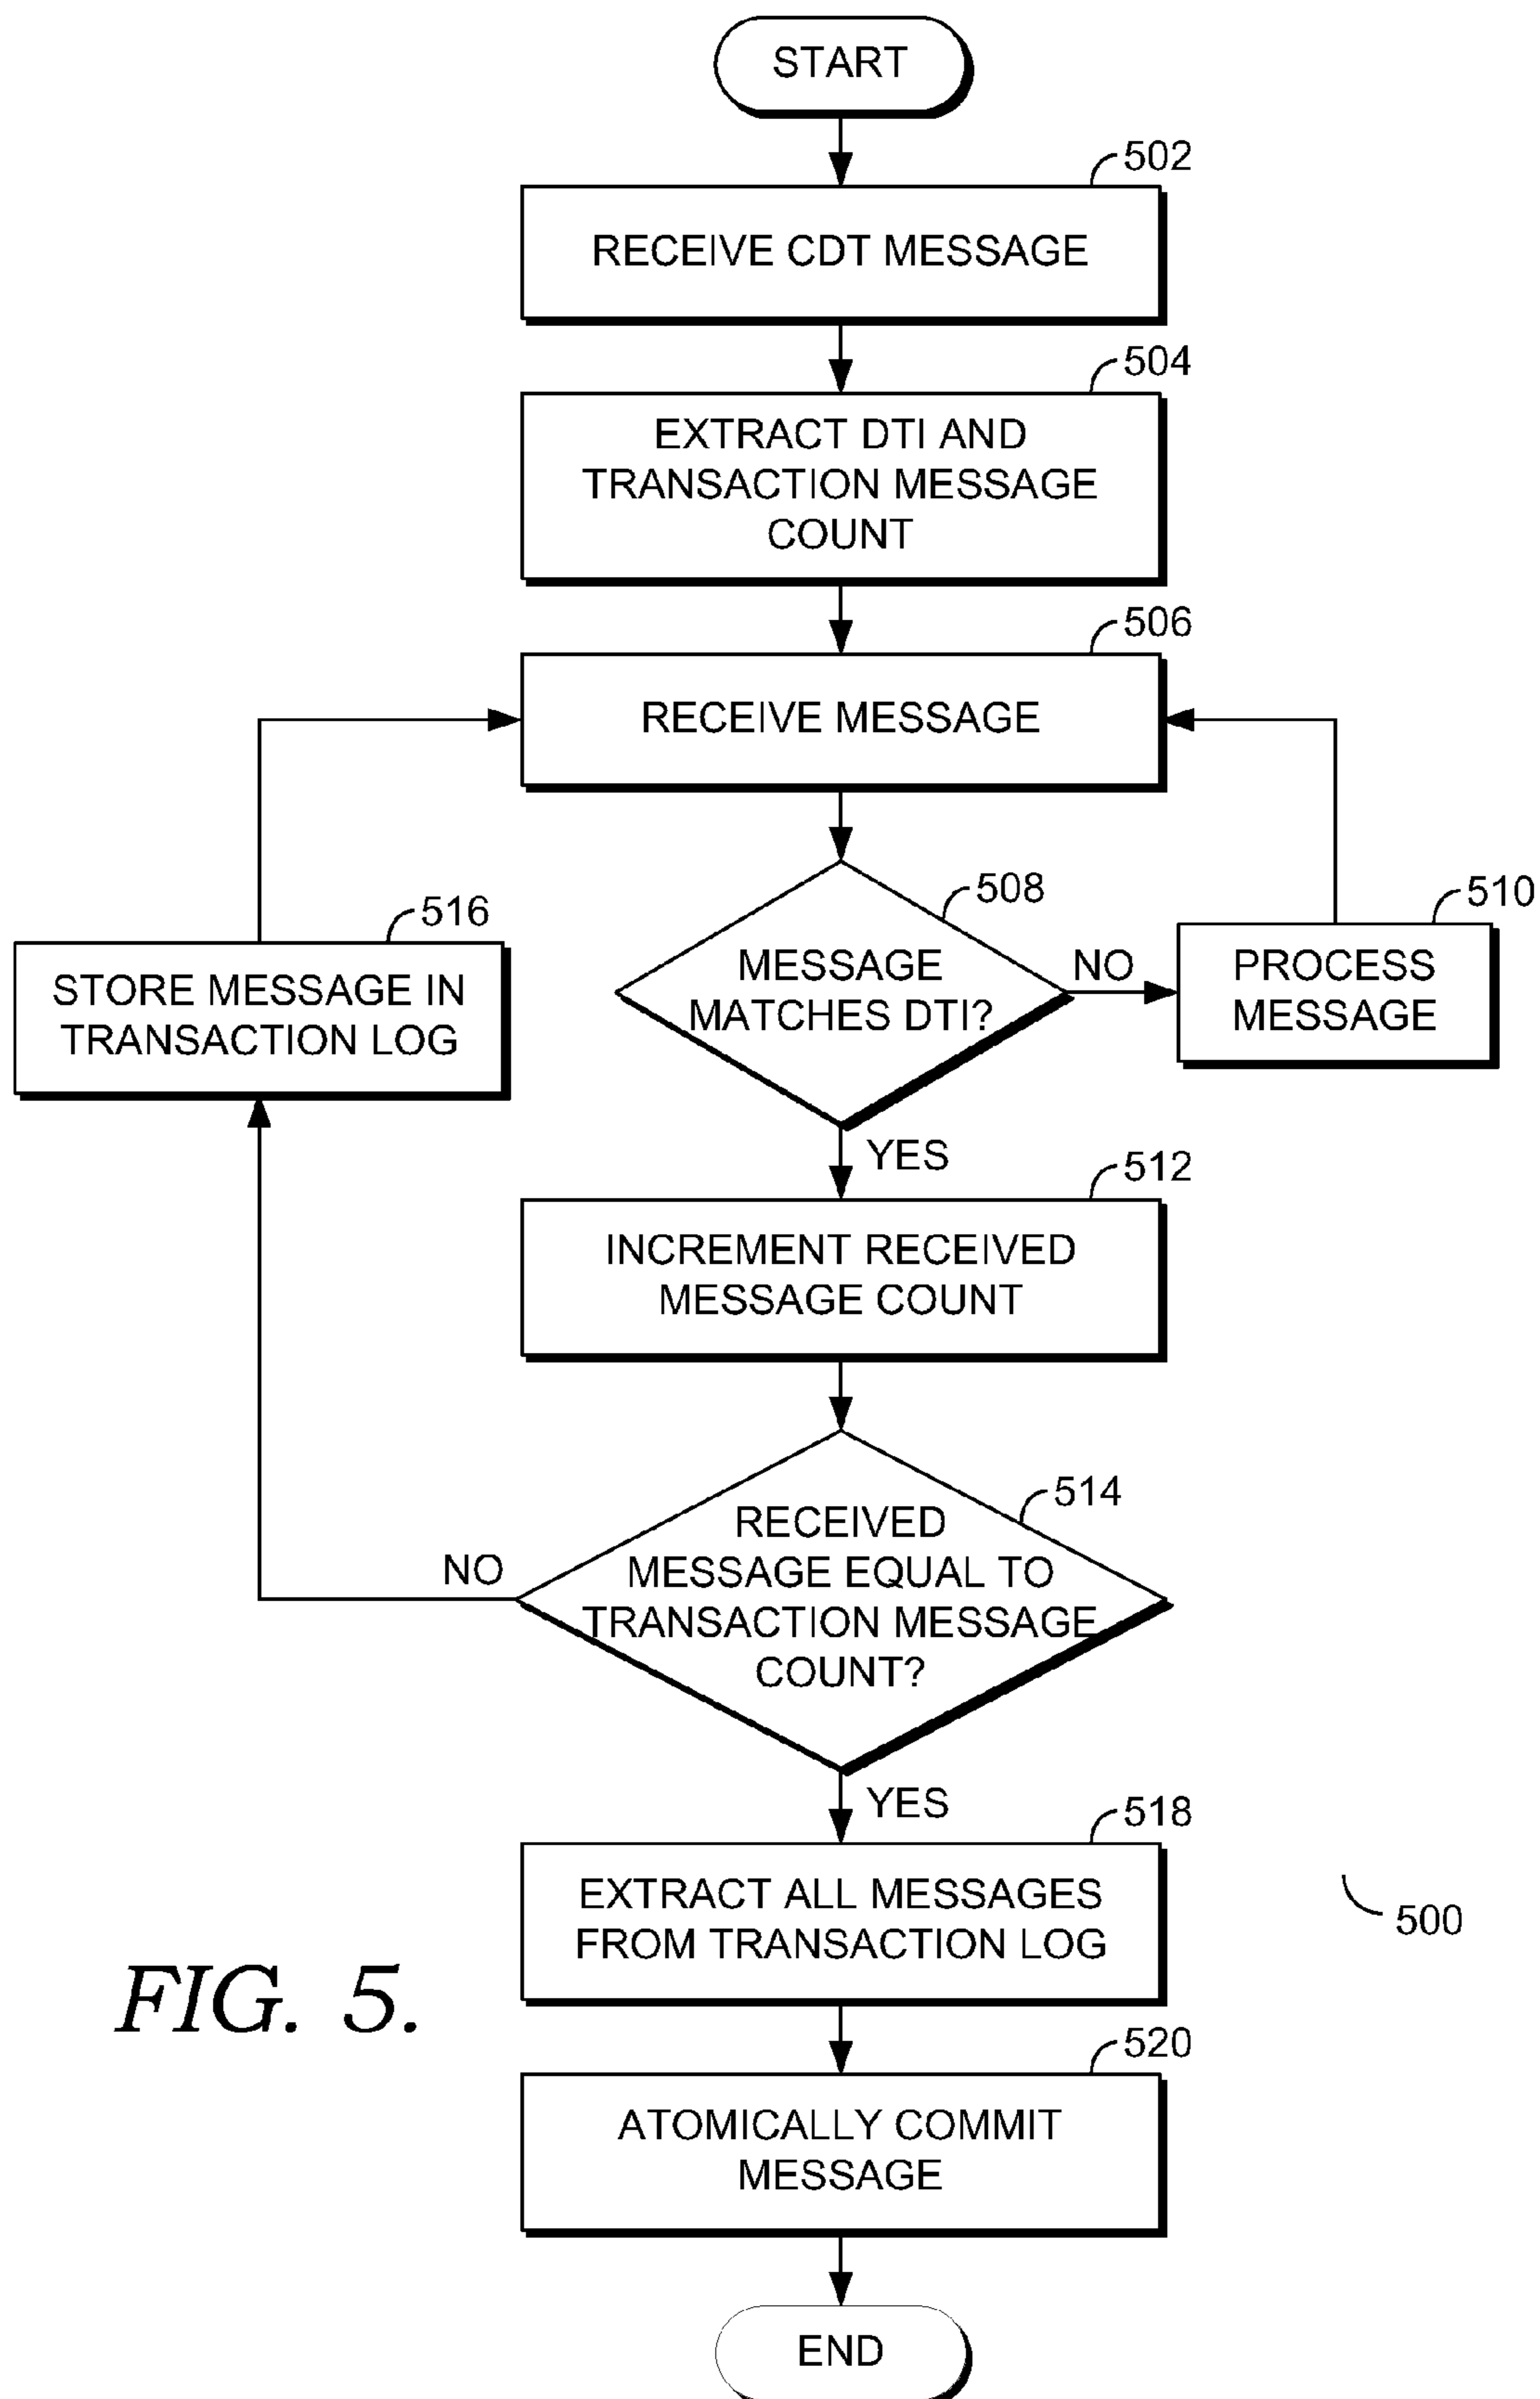 START
502
RECEIVE CDT MESSAGE
504
EXTRACT DTI AND
TRANSACTION MESSAGE
COUNT
506
RECEIVE MESSAGE
508
MESSAGE
MATCHES DTI?
NO
510
PROCESS
MESSAGE
516
STORE MESSAGE IN
TRANSACTION LOG
YES
512
INCREMENT RECEIVED
MESSAGE COUNT
514
RECEIVED
MESSAGE EQUAL TO
TRANSACTION MESSAGE
COUNT?
NO
YES
518
EXTRACT ALL MESSAGES
FROM TRANSACTION LOG
500
FIG. 5.
520
ATOMICALLY COMMIT
MESSAGE
END